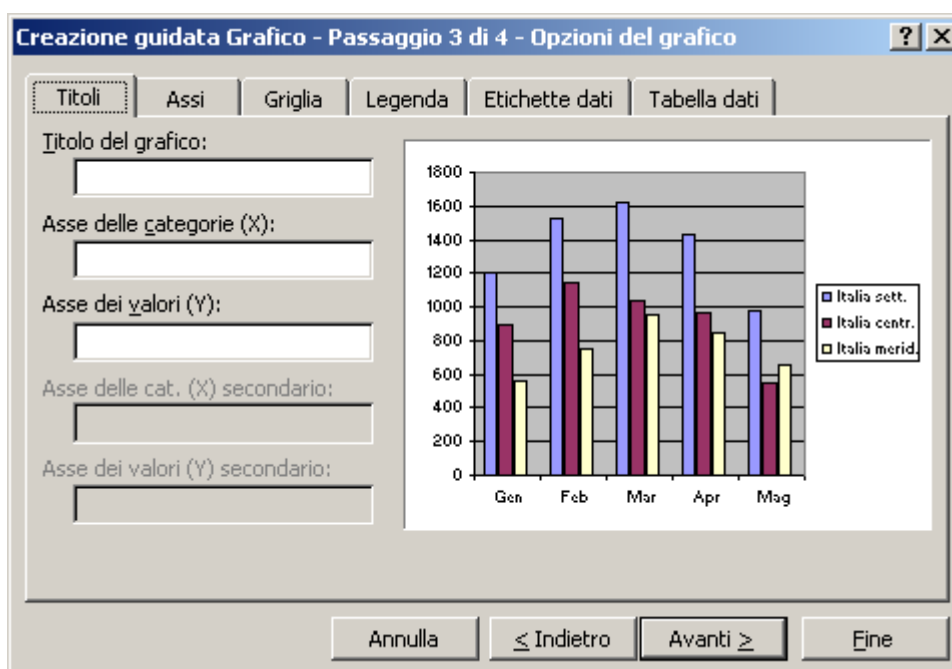 Creazione guidata Grafico - Passaggio 3 di 4 - Opzioni del grafico
Titoli Assi Griglia Legenda Etichette dati Tabella dati
Titolo del grafico:
Asse delle categorie (X):
Asse dei valori (Y):
Asse delle cat. (X) secondario:
Asse dei valori (Y) secondario:
1800
1600
1400
1200
1000
800
600
400
200
0
Gen Feb Mar Apr Mag
Italia sett.
Italia centr.
Italia merid.
Annulla < Indietro Avanti > Fine